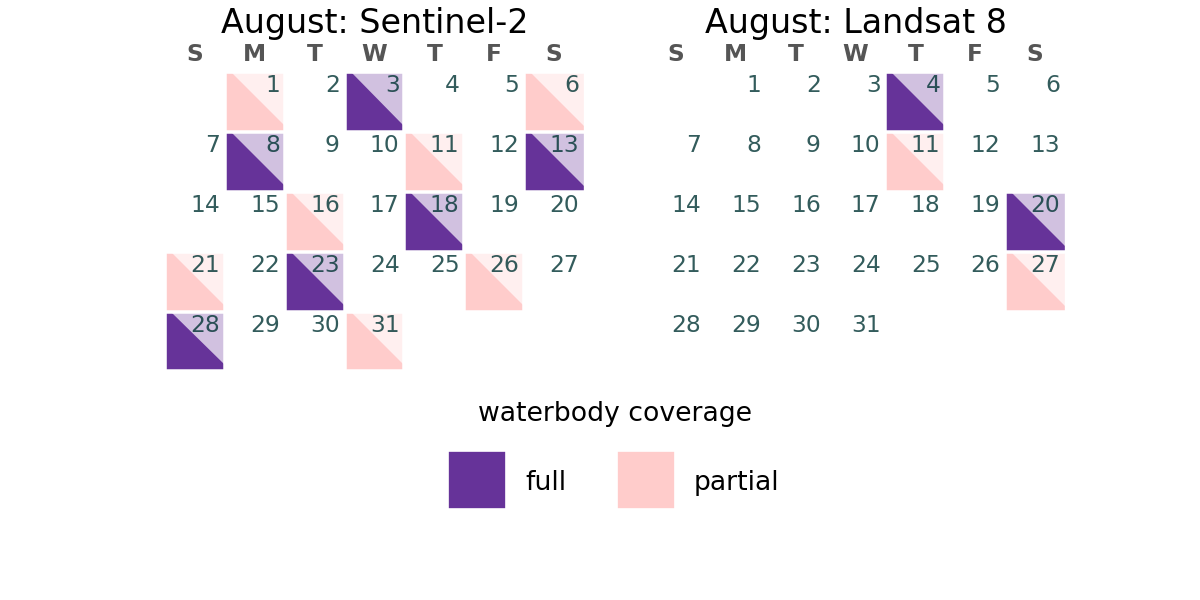 August: Sentinel-2
S M T W T F S
1 2 3 4 5 6
7 8 9 10 11 12 13
14 15 16 17 18 19 20
21 22 23 24 25 26 27
28 29 30 31
August: Landsat 8
S M T W T F S
1 2 3 4 5 6
7 8 9 10 11 12 13
14 15 16 17 18 19 20
21 22 23 24 25 26 27
28 29 30 31
waterbody coverage
full partial